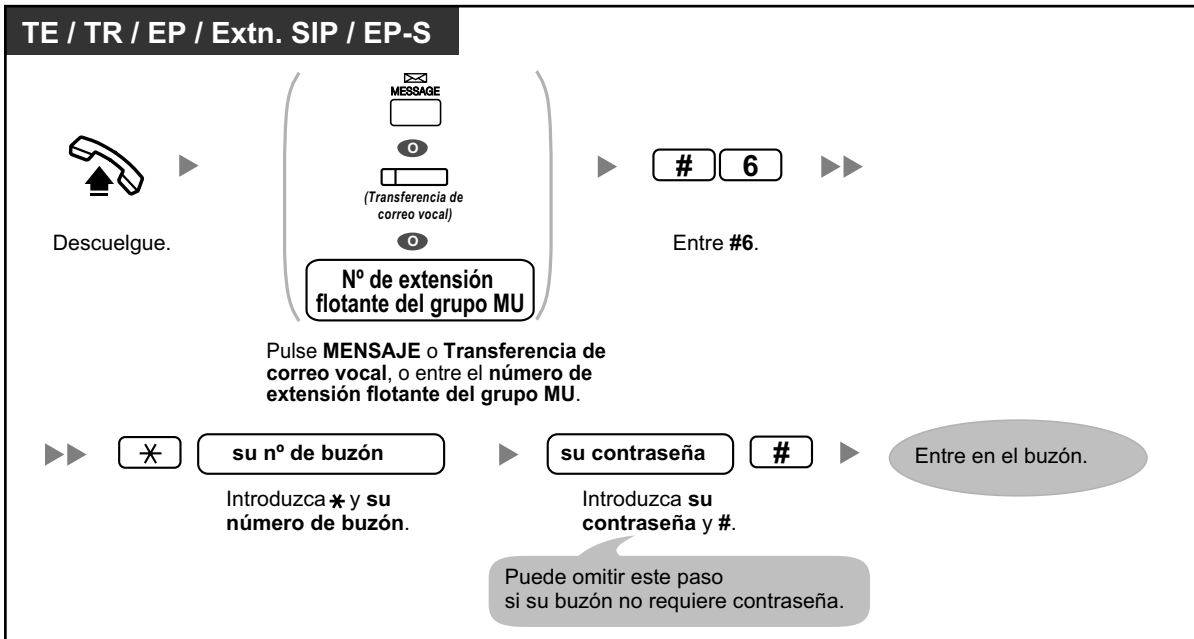 TE / TR / EP / Extn. SIP / EP-S
MESSAGE
O
(Transferencia de
correo vocal)
O
Nº de extensión
flotante del grupo MU
# 6
Descuelgue.
Entre #6.
Pulse MENSAJE o Transferencia de
correo vocal, o entre el número de
extensión flotante del grupo MU.
* su nº de buzón
su contraseña #
Entre en el buzón.
Introduzca * y su
número de buzón.
Introduzca su
contraseña y #.
Puede omitir este paso
si su buzón no requiere contraseña.